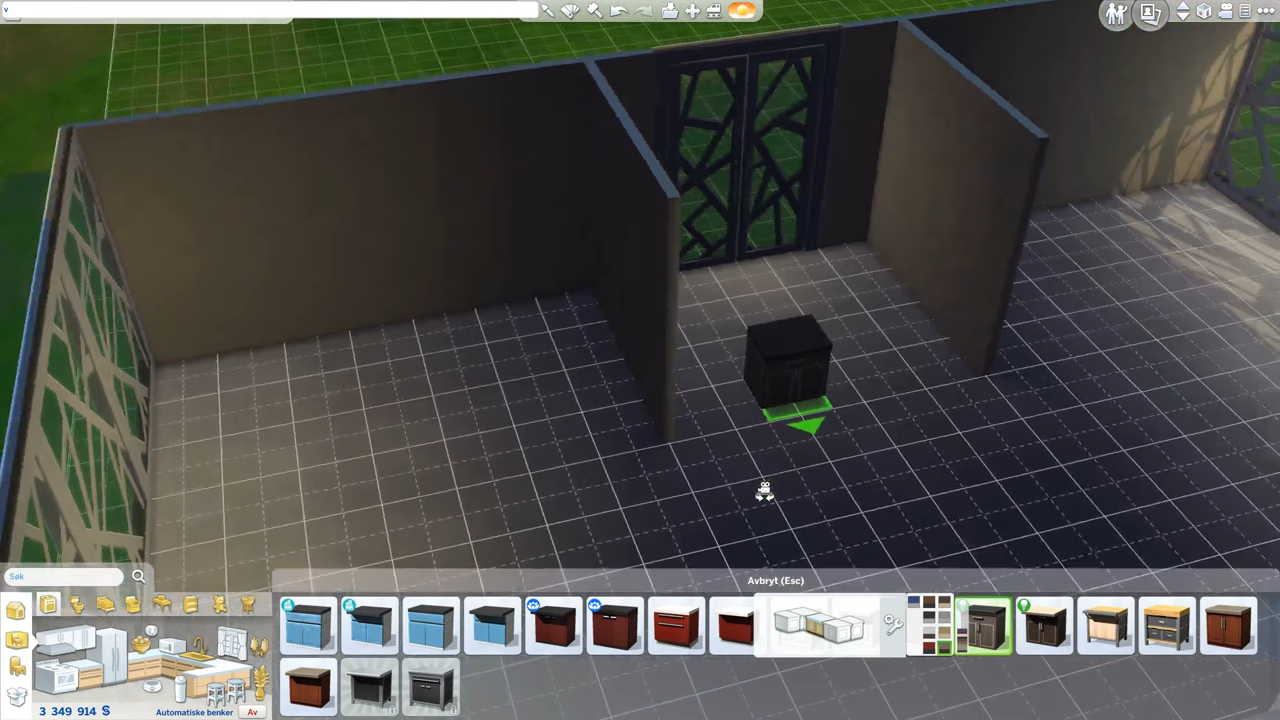 v
Avbryt (Esc)
Søk
3 349 914 S
Automatiske benker
Av